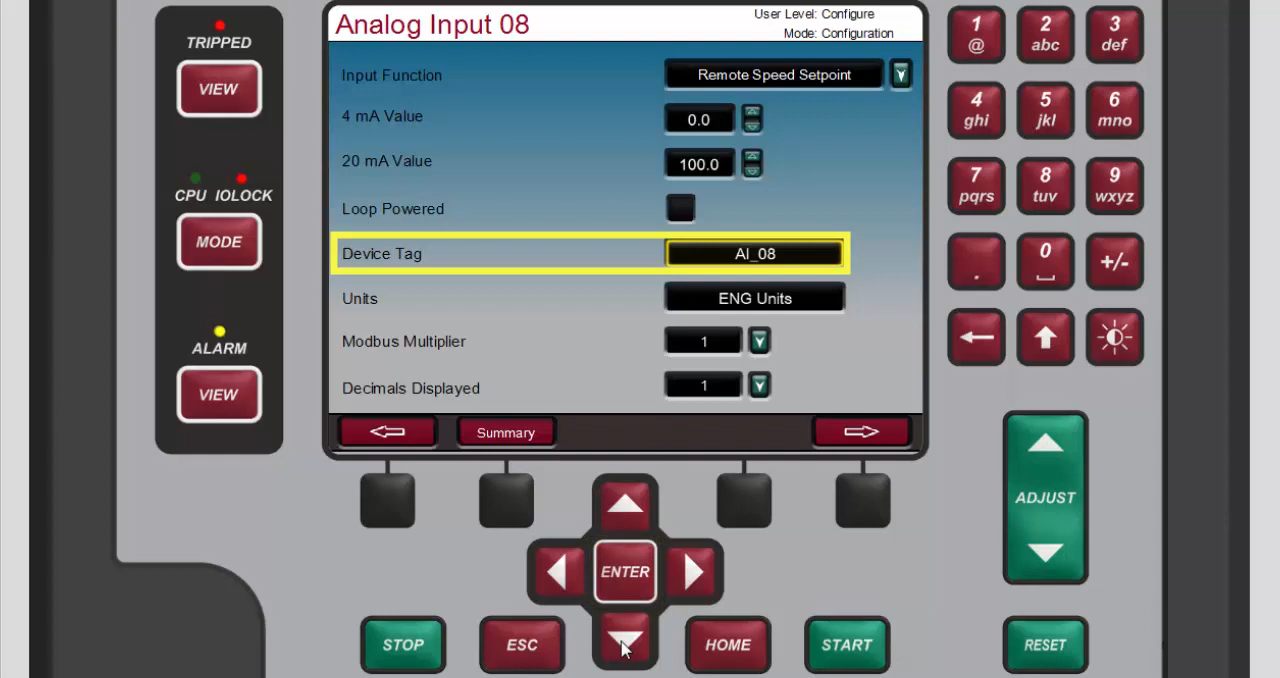 TRIPPED
VIEW
CPU IOLOCK
MODE
ALARM
VIEW
Analog Input 08
User Level: Configure
Mode: Configuration
Input Function Remote Speed Setpoint
4 mA Value 0.0
20 mA Value 100.0
Loop Powered
Device Tag AI_08
Units ENG Units
Modbus Multiplier 1
Decimals Displayed 1
Summary
1 @
2 abc
3 def
4 ghi
5 jkl
6 mno
7 pqrs
8 tuv
9 wxyz
.
0
+/-
ADJUST
ENTER
STOP
ESC
HOME
START
RESET